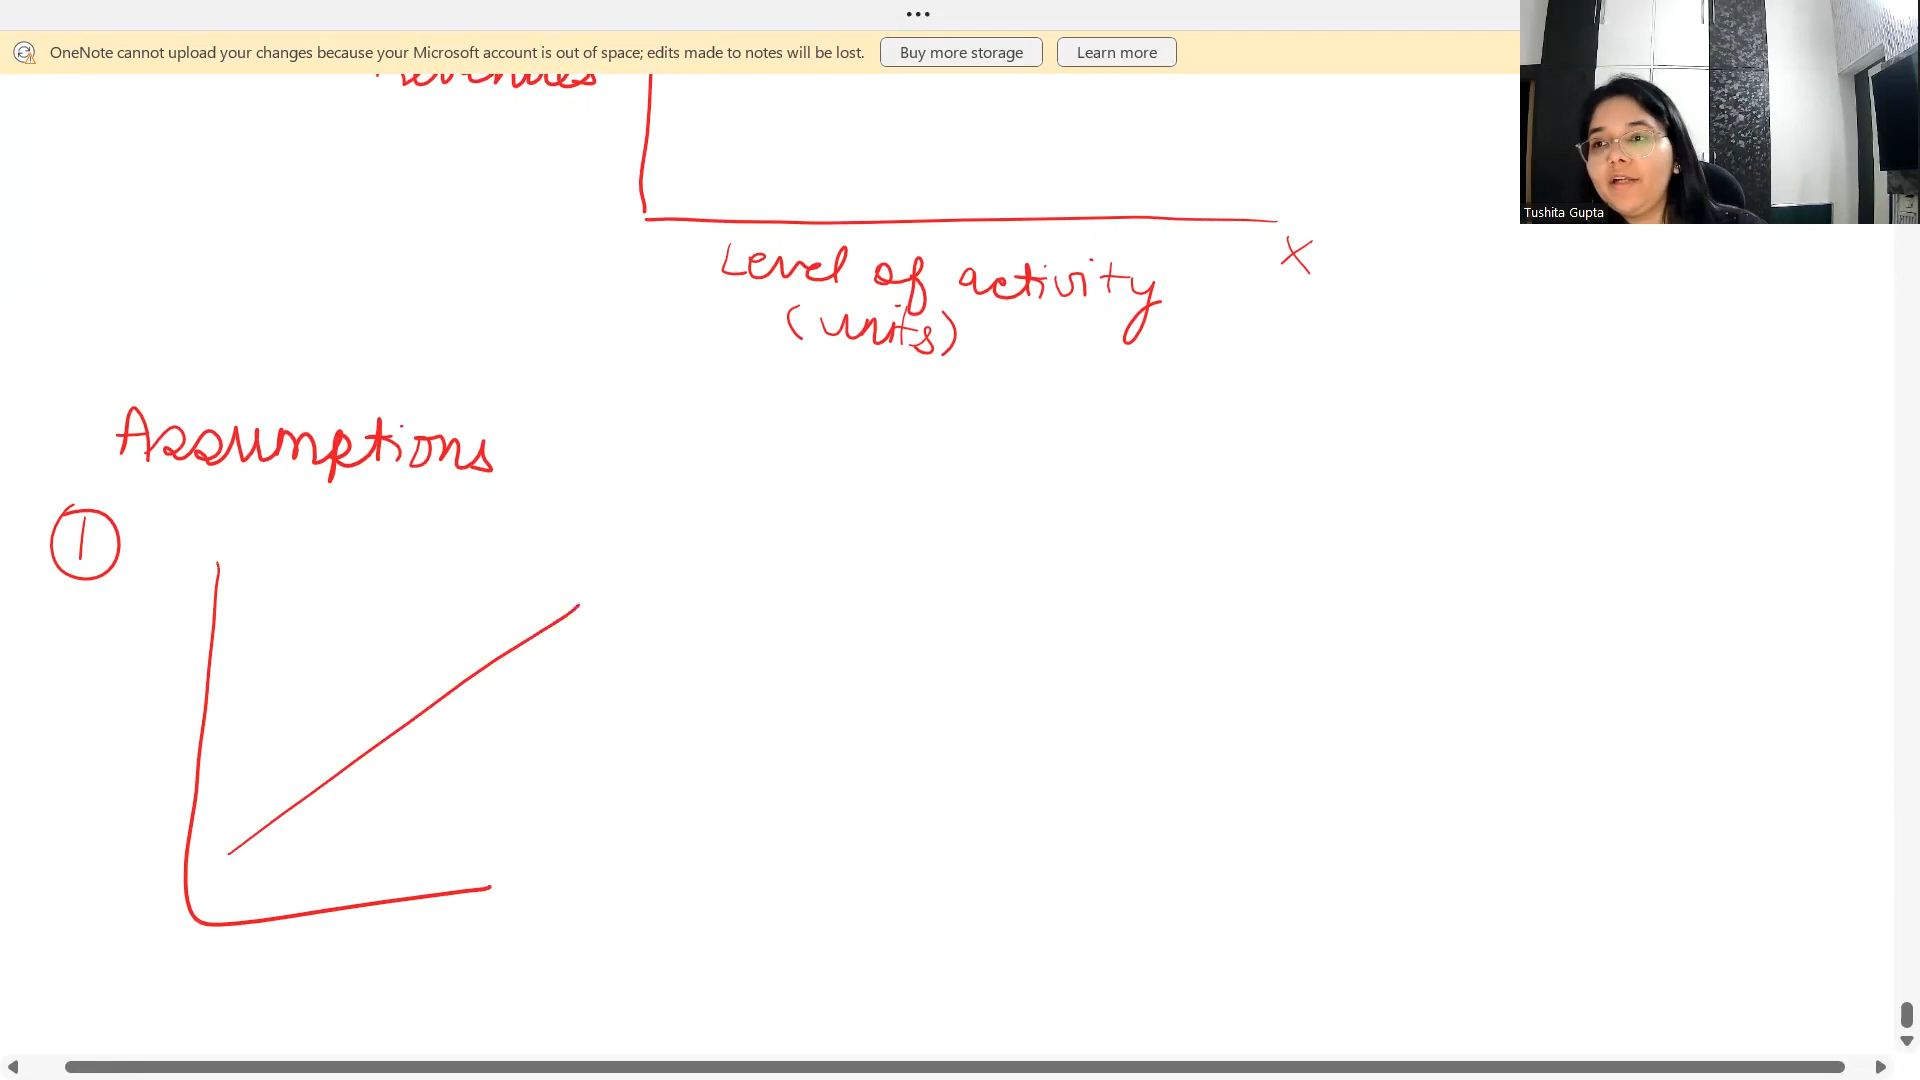 OneNote cannot upload your changes because your Microsoft account is out of space; edits made to notes will be lost. Buy more storage Learn more
Tushita Gupta
Revenues
X
Level of activity
(units)
Assumptions
1